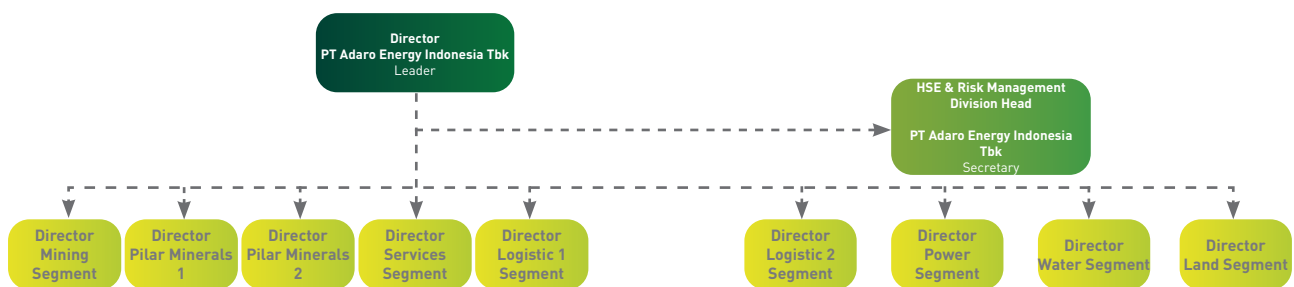 Director
PT Adaro Energy Indonesia Tbk
Leader
HSE & Risk Management
Division Head
PT Adaro Energy Indonesia
Tbk
Secretary
Director
Mining
Segment
Director
Pilar Minerals
1
Director
Pilar Minerals
2
Director
Services
Segment
Director
Logistic 1
Segment
Director
Logistic 2
Segment
Director
Power
Segment
Director
Water Segment
Director
Land Segment